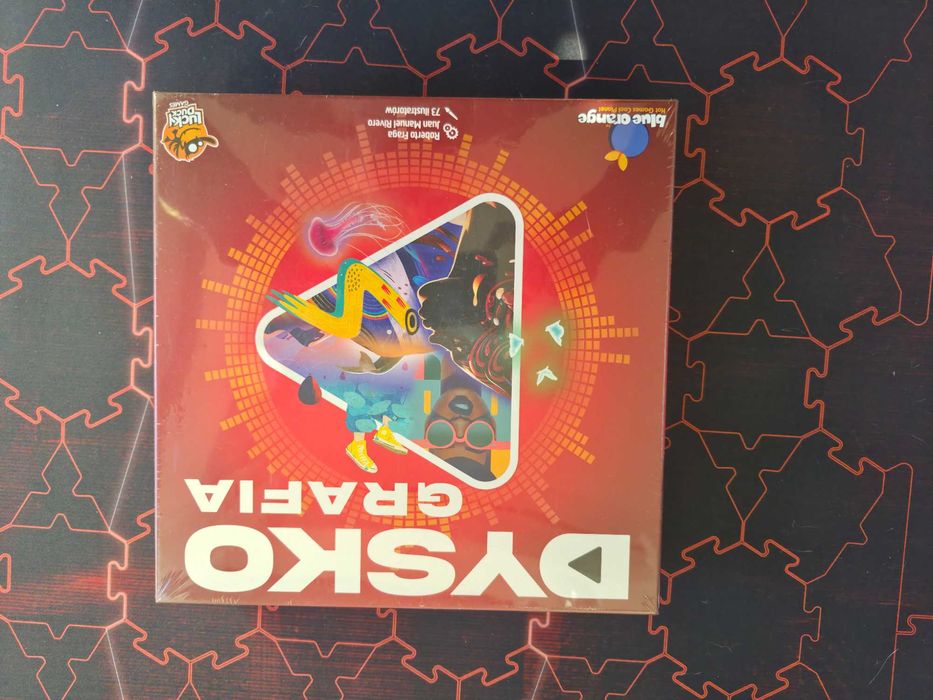 DYSKO
GRAFIA
blue orange
Hot Games Cool Planet
Roberto Fraga
Juan Manuel Rivero
73 Ilustratorów
LUCKY
DUCK
GAMES